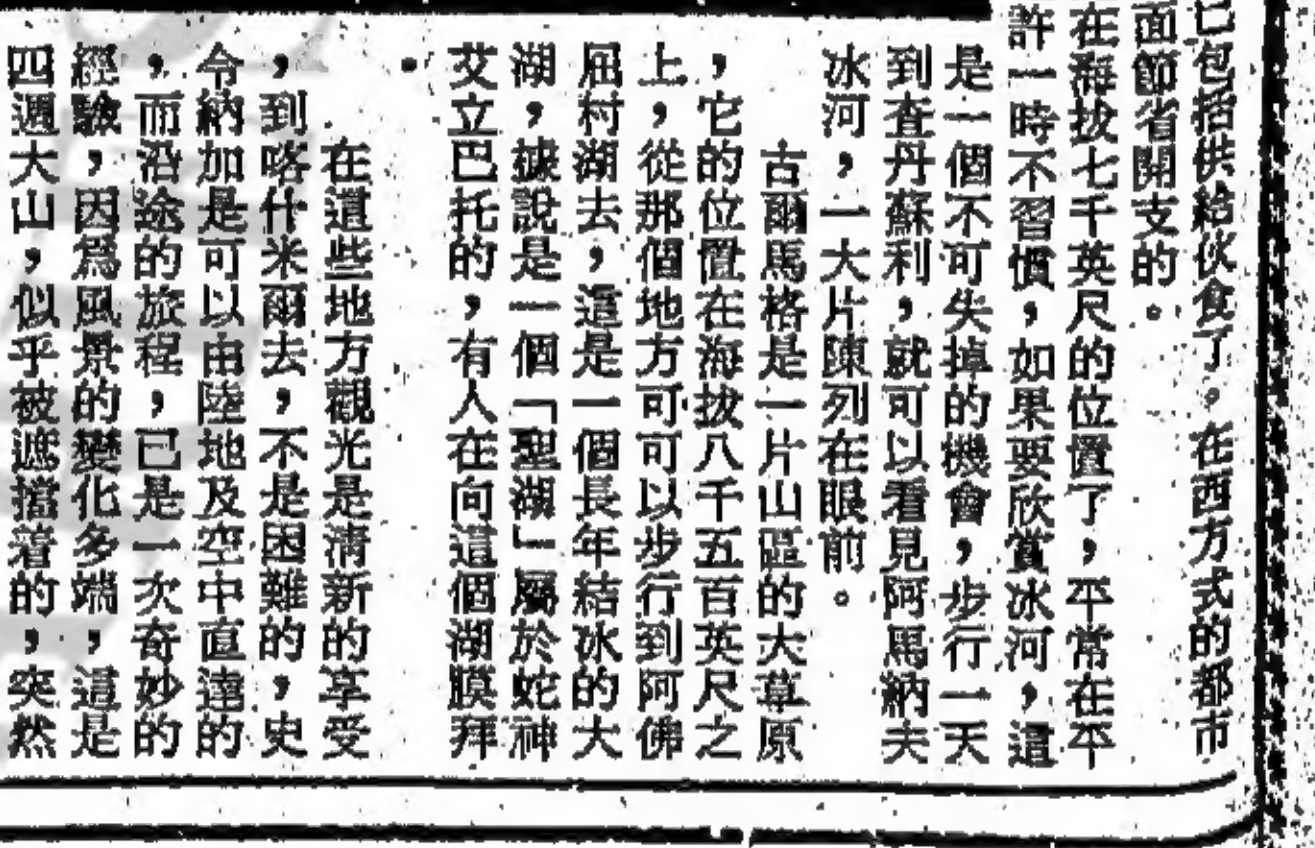 已包括供給伙食了。在西方式的都市
面節省開支的。
在海拔七千英尺的位置了，平常在平
許一時不習慣，如果要欣賞冰河，這
是一個不可失掉的機會，步行一天
到查丹蘇利，就可以看見阿馬納夫
冰河，一大片陳列在眼前。
古爾馬格是一片山區的大草原
，它的位置在海拔八千五百英尺之
上，從那個地方可可以步行到阿佛
屈村湖去，這是一個長年結冰的大
湖，據說是一個「聖湖」屬於蛇神
艾立巴托的，有人在向這個湖膜拜
。
在這些地方觀光是淸新的享受
，到喀什米爾去，不是困難的，史
令納加是可以由陸地及空中直達的
，而沿途的旅程，已是一次奇妙的
經驗，因爲風景的變化多端，這是
四週大山，似乎被遮擋着的，突然